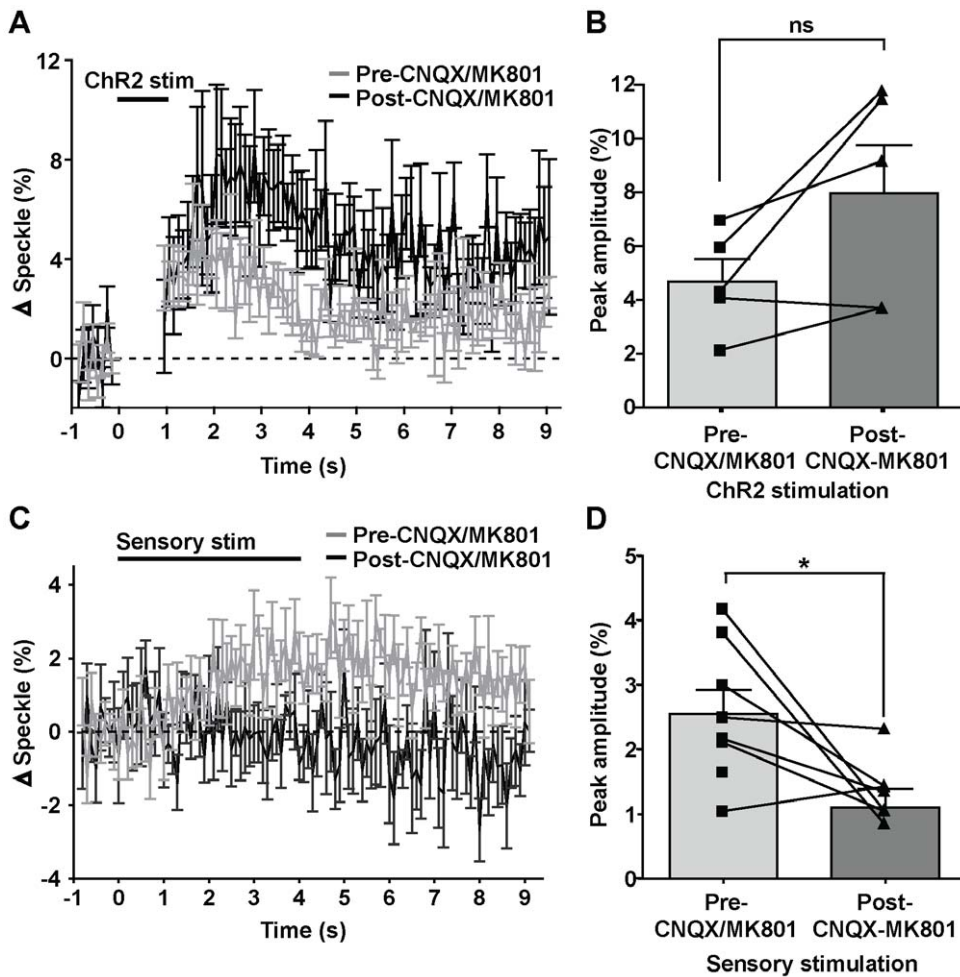 A
12
8
4
0
Δ Speckle (%)
ChR2 stim
Pre-CNQX/MK801
Post-CNQX/MK801
-1 0 1 2 3 4 5 6 7 8 9
Time (s)
B
ns
12
10
8
6
4
2
0
Peak amplitude (%)
Pre- Post-
CNQX/MK801 CNQX-MK801
ChR2 stimulation
C
Sensory stim
Pre-CNQX/MK801
Post-CNQX/MK801
4
2
0
-2
-4
Δ Speckle (%)
-1 0 1 2 3 4 5 6 7 8 9
Time (s)
D
*
5
4
3
2
1
0
Peak amplitude (%)
Pre- Post-
CNQX/MK801 CNQX-MK801
Sensory stimulation